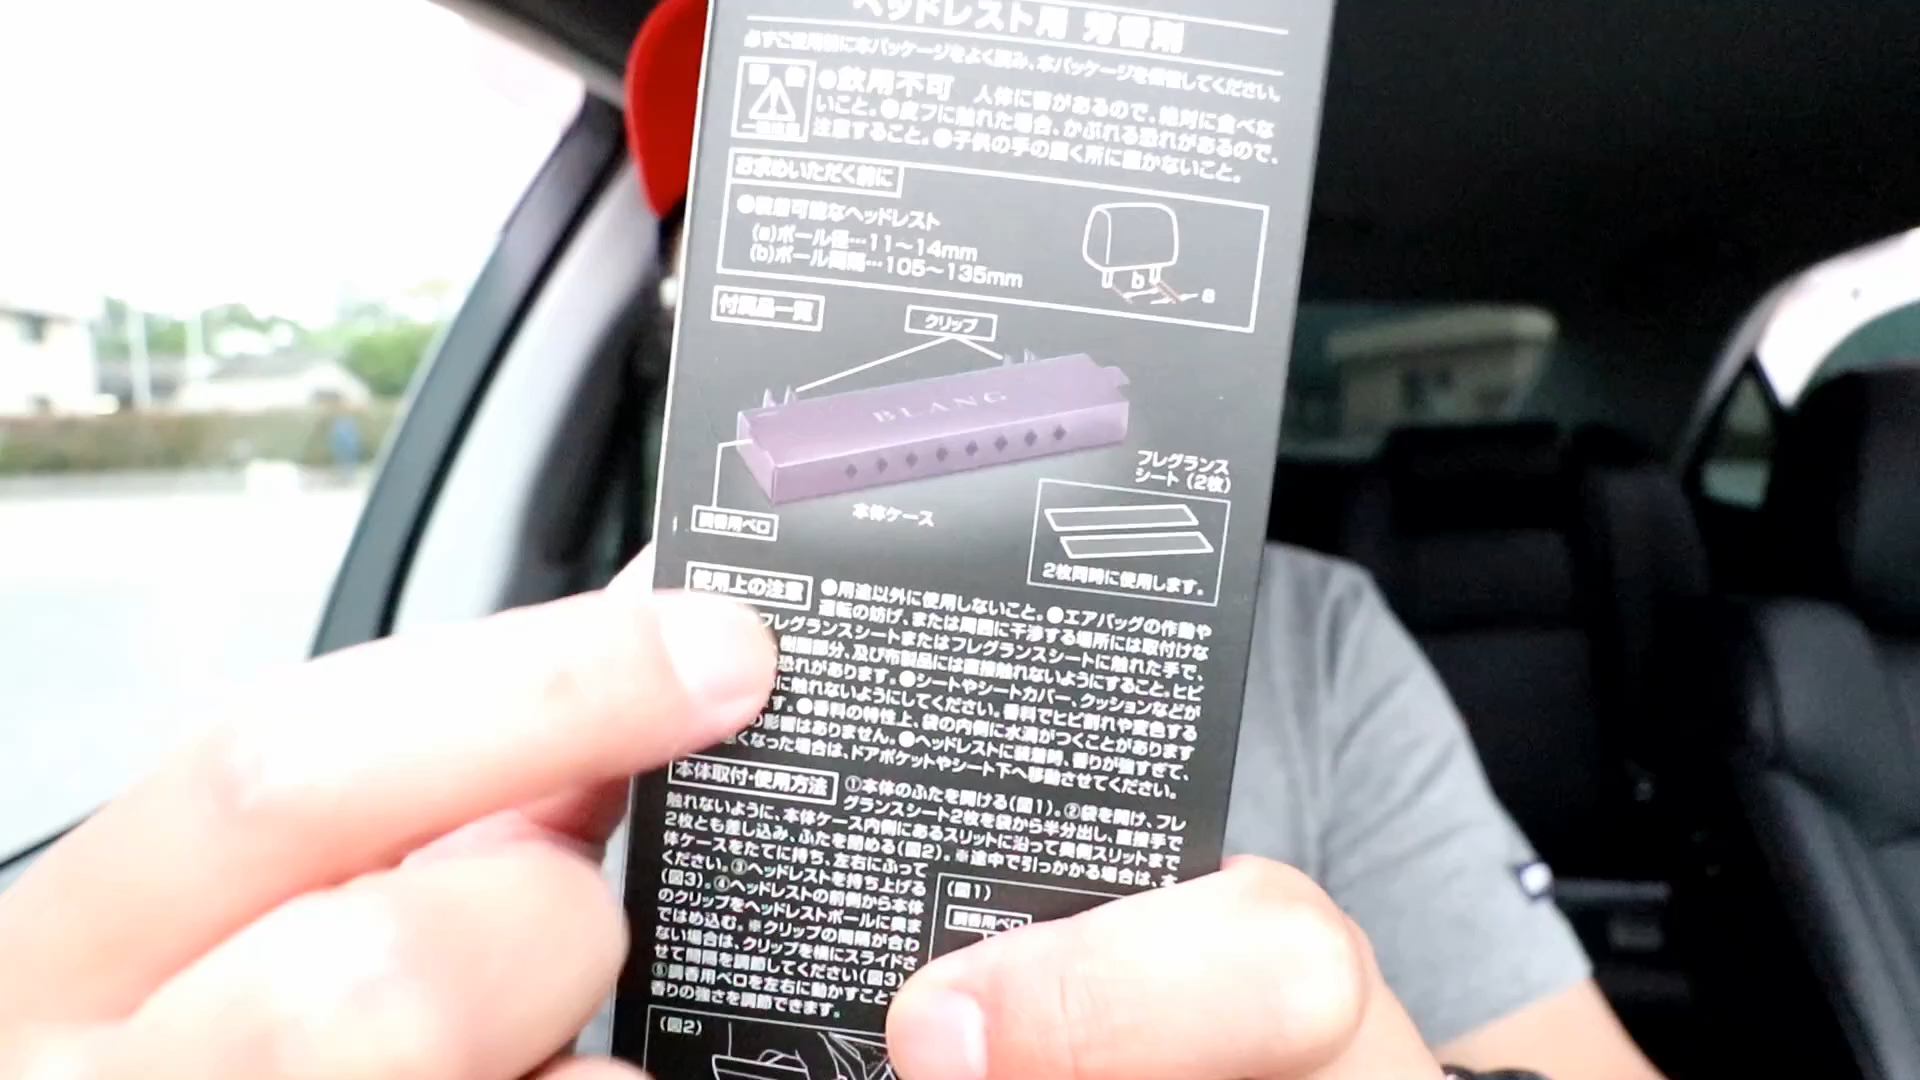 ヘッドレスト用 芳香剤
必ずご使用前に本パッケージをよく読み、本パッケージを保管してください。
●飲用不可 人体に害があるので、絶対に食べな
いこと。●皮フに触れた場合、かぶれる恐れがあるので、
注意すること。●子供の手の届く所に置かないこと。
お求めいただく前に
●装着可能なヘッドレスト
(a)ポール径…11〜14mm
(b)ポール間隔…105〜135mm
b
a
付属品一覧
クリップ
BLANG
フレグランス
シート(2枚)
調香用ベロ
本体ケース
2枚同時に使用します。
使用上の注意
●用途以外に使用しないこと。●エアバッグの作動や
運転の妨げ、または周囲に干渉する場所には取付けな
フレグランスシートまたはフレグランスシートに触れた手で、
樹脂部分、及び布製品には直接触れないようにすること。ヒビ
恐れがあります。●シートやシートカバー、クッションなどが
に触れないようにしてください。香料でヒビ割れや変色する
す。●香料の特性上、袋の内側に水滴がつくことがあります
の影響はありません。●ヘッドレストに装着時、香りが強すぎて、
くなった場合は、ドアポケットやシート下へ移動させてください。
本体取付・使用方法
①本体のふたを開ける(図1)。②袋を開け、フレ
グランスシート2枚を袋から半分出し、直接手で
触れないように、本体ケース内側にあるスリットに沿って奥側スリットまで
2枚とも差し込み、ふたを閉める(図2)。※途中で引っかかる場合は、本
体ケースをたてに持ち、左右にふって
ください。③ヘッドレストを持ち上げる
(図3)。④ヘッドレストの前側から本体
のクリップをヘッドレストポールに奥ま
ではめ込む。※クリップの間隔が合わ
ない場合は、クリップを横にスライドさ
せて間隔を調節してください(図3)
⑤調香用ベロを左右に動かすことで
香りの強さを調節できます。
(図1)
調香用ベロ
(図2)